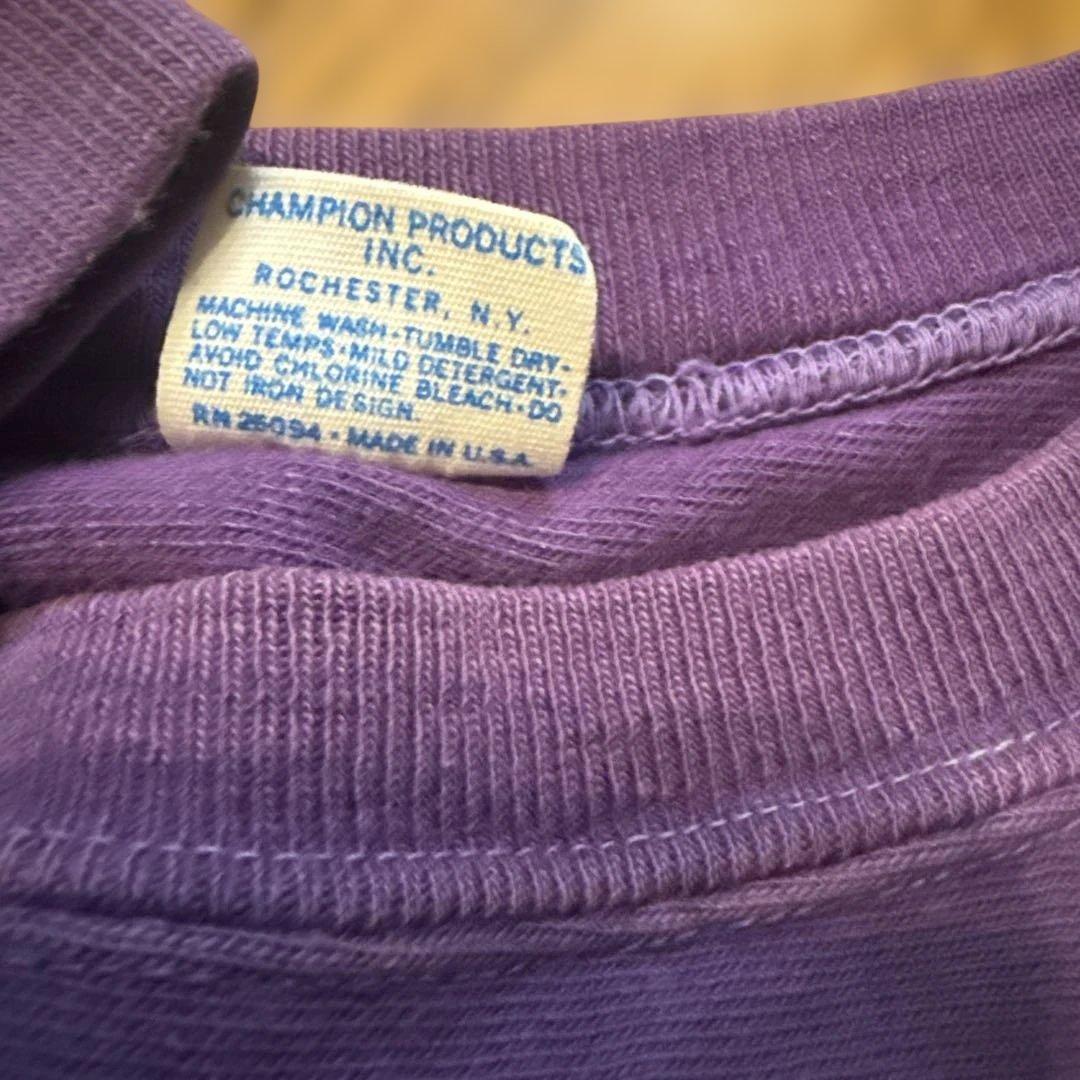 CHAMPION PRODUCTS
INC.
ROCHESTER, N.Y.
MACHINE WASH·TUMBLE DRY·
LOW TEMPS·MILD DETERGENT·
AVOID CHLORINE BLEACH·DO
NOT IRON DESIGN.
RN 26094 · MADE IN U.S.A.